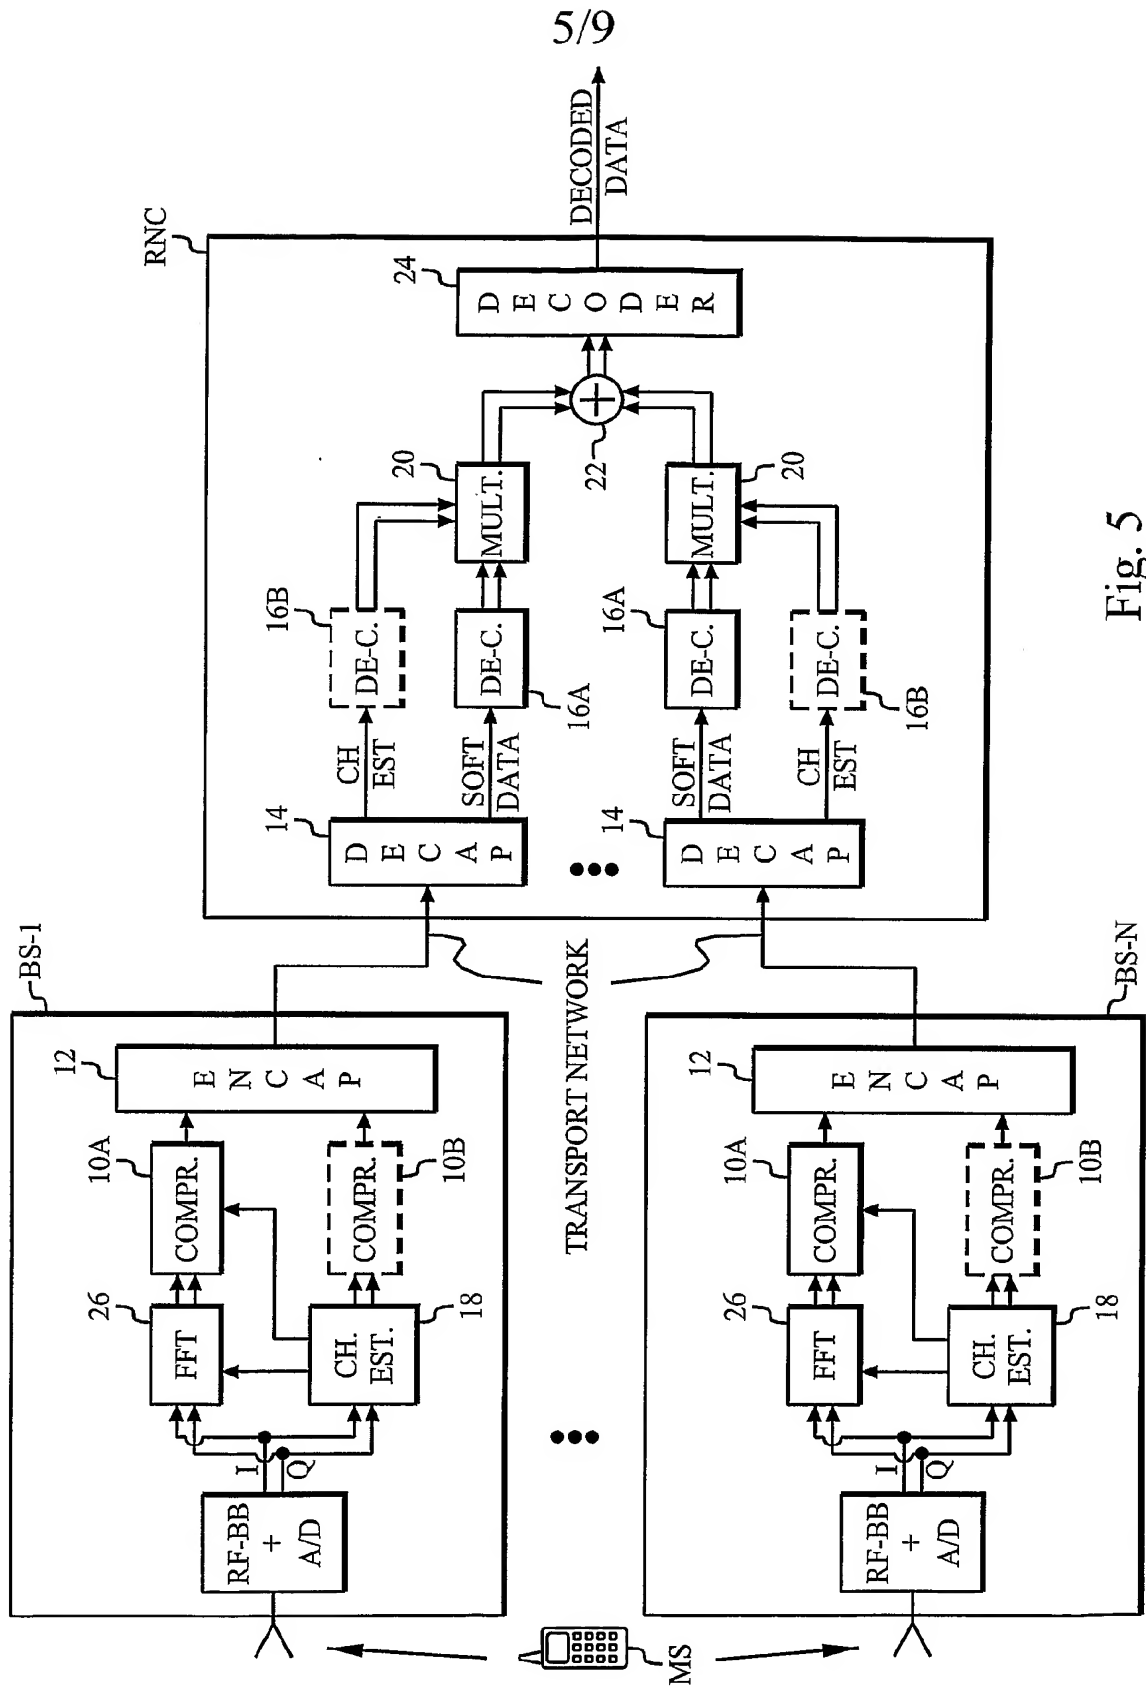 5/9
BS-1
RF-BB
+
A/D
I
Q
FFT
26
CH.
EST.
18
COMPR.
10A
COMPR.
10B
ENCAP
12
MS
BS-N
RF-BB
+
A/D
I
Q
FFT
26
CH.
EST.
18
COMPR.
10A
COMPR.
10B
ENCAP
12
TRANSPORT NETWORK
RNC
14
DECAP
CH
EST
SOFT
DATA
DE-C.
16B
DE-C.
16A
MULT.
20
14
DECAP
SOFT
DATA
CH
EST
DE-C.
16A
DE-C.
16B
MULT.
20
22
24
DECODER
DECODED
DATA
Fig. 5